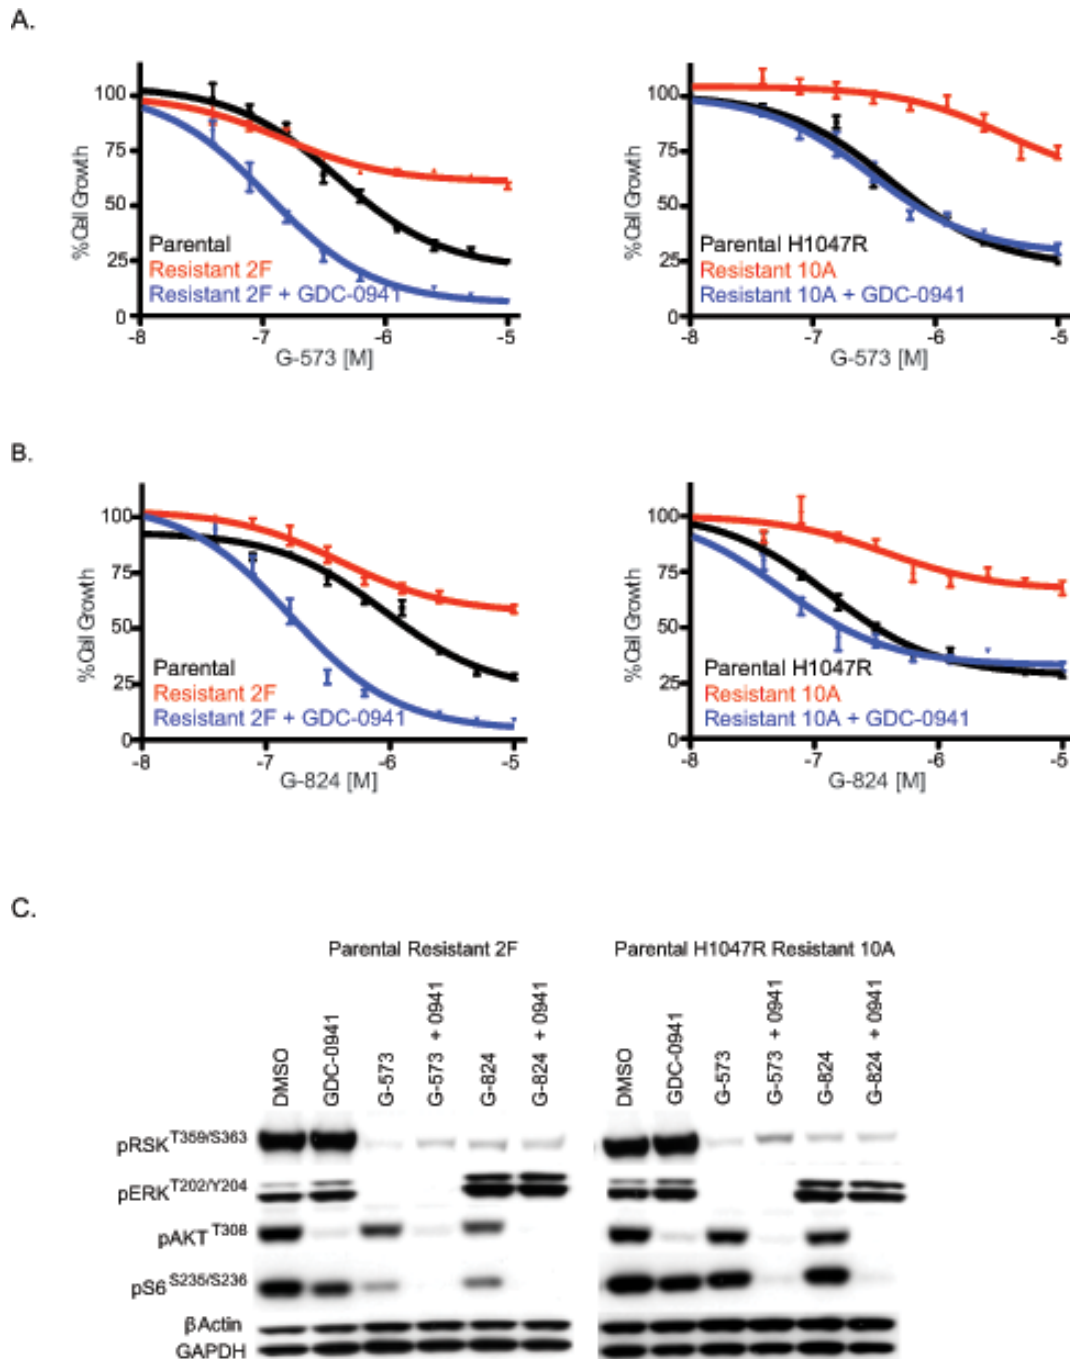 A.
100
75
50
25
0
% Cell Growth
Parental
Resistant 2F
Resistant 2F + GDC-0941
-8 -7 -6 -5
G-573 [M]
100
75
50
25
0
% Cell Growth
Parental H1047R
Resistant 10A
Resistant 10A + GDC-0941
-8 -7 -6 -5
G-573 [M]
B.
100
75
50
25
0
% Cell Growth
Parental
Resistant 2F
Resistant 2F + GDC-0941
-8 -7 -6 -5
G-824 [M]
100
75
50
25
0
% Cell Growth
Parental H1047R
Resistant 10A
Resistant 10A + GDC-0941
-8 -7 -6 -5
G-824 [M]
C.
Parental Resistant 2F
Parental H1047R Resistant 10A
DMSO
GDC-0941
G-573
G-573 + 0941
G-824
G-824 + 0941
DMSO
GDC-0941
G-573
G-573 + 0941
G-824
G-824 + 0941
pRSK T359/S363
pERK T202/Y204
pAKT T308
pS6 S235/S236
βActin
GAPDH